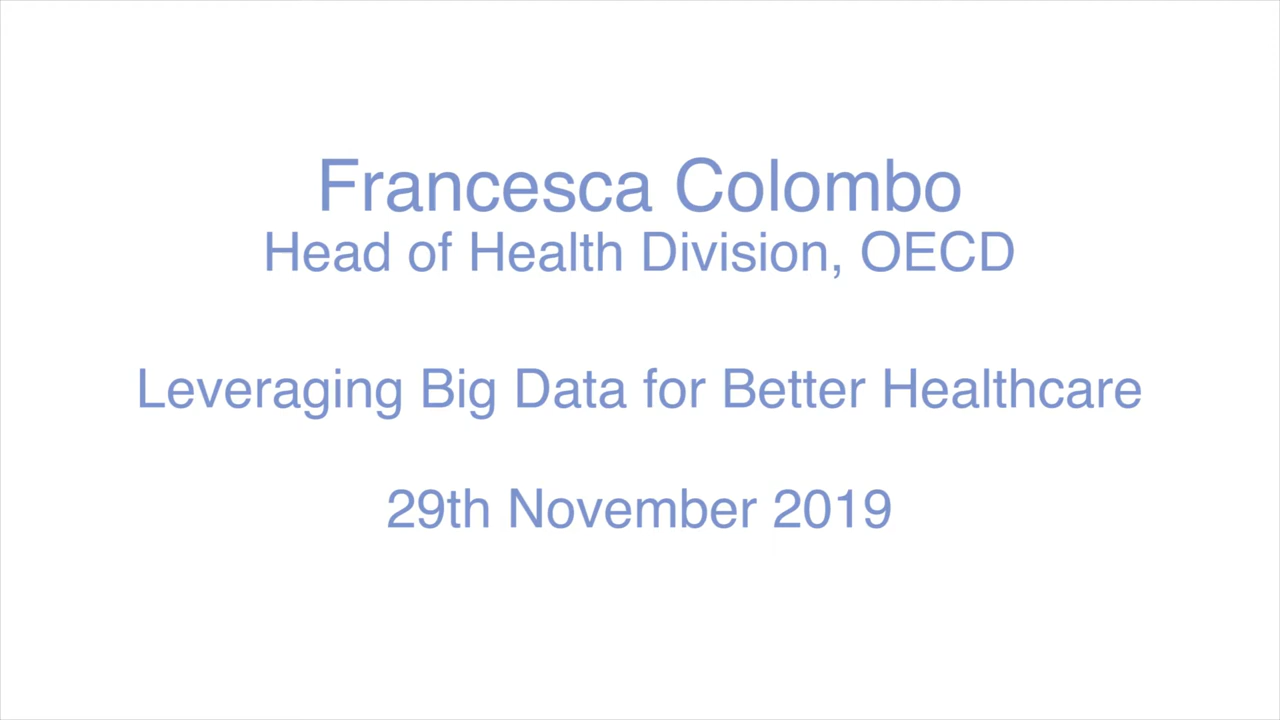 Francesca Colombo
Head of Health Division, OECD
Leveraging Big Data for Better Healthcare
29th November 2019